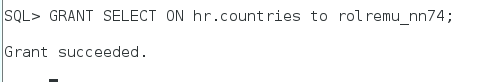 SQL> GRANT SELECT ON hr.countries to rolremu_nn74;
Grant succeeded.